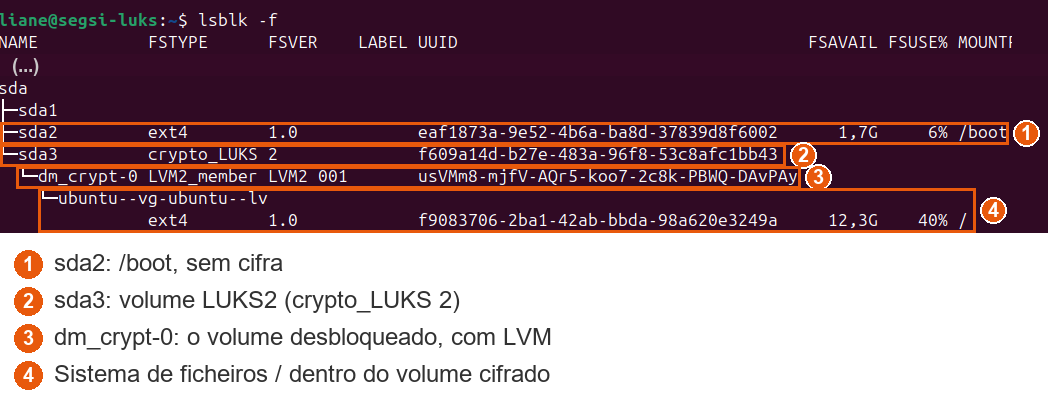 liane@segsi-luks:~$ lsblk -f
NAME FSTYPE FSVER LABEL UUID FSAVAIL FSUSE% MOUNTP
(...)
sda
├─sda1
├─sda2 ext4 1.0 eaf1873a-9e52-4b6a-ba8d-37839d8f6002 1,7G 6% /boot 1
└─sda3 crypto_LUKS 2 f609a14d-b27e-483a-96f8-53c8afc1bb43 2
└─dm_crypt-0 LVM2_member LVM2 001 usVMm8-mjfV-AQr5-koo7-2c8k-PBWQ-DAvPAy 3
└─ubuntu--vg-ubuntu--lv
ext4 1.0 f9083706-2ba1-42ab-bbda-98a620e3249a 12,3G 40% / 4
1 sda2: /boot, sem cifra
2 sda3: volume LUKS2 (crypto_LUKS 2)
3 dm_crypt-0: o volume desbloqueado, com LVM
4 Sistema de ficheiros / dentro do volume cifrado